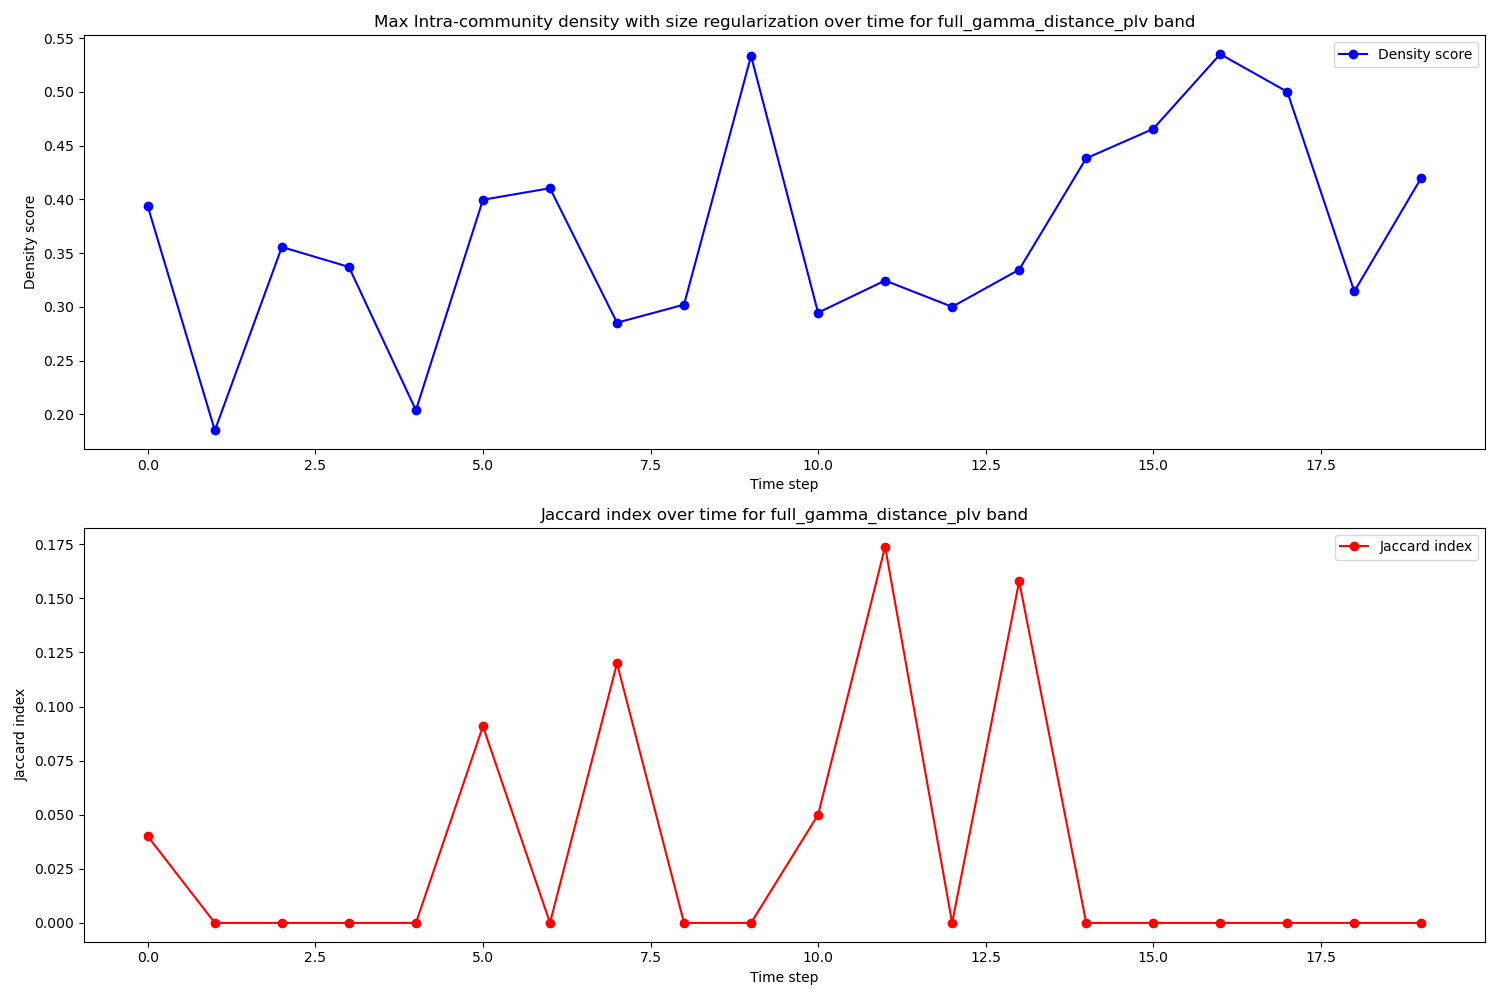 Max Intra-community density with size regularization over time for full_gamma_distance_plv band
0.55
0.50
0.45
0.40
0.35
0.30
0.25
0.20
Density score
Density score
0.0 2.5 5.0 7.5 10.0 12.5 15.0 17.5
Time step
Jaccard index over time for full_gamma_distance_plv band
0.175
0.150
0.125
0.100
0.075
0.050
0.025
0.000
Jaccard index
Jaccard index
0.0 2.5 5.0 7.5 10.0 12.5 15.0 17.5
Time step